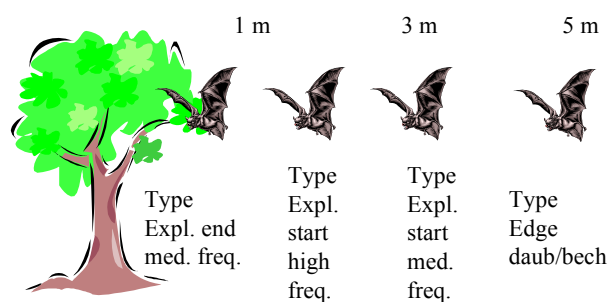 1 m
3 m
5 m
Type
Expl. end
med. freq.
Type
Expl.
start
high
freq.
Type
Expl.
start
med.
freq.
Type
Edge
daub/bech